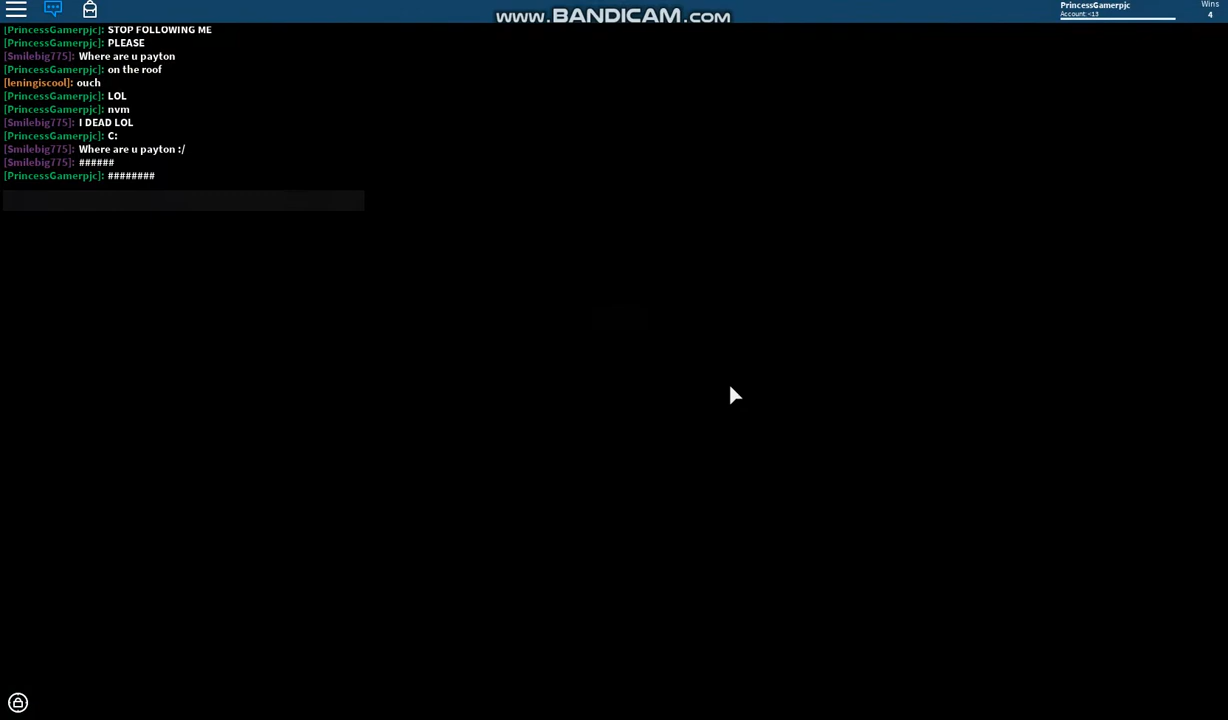 www.BANDICAM.com
PrincessGamerpjc
Account: <13
Wins
4
[PrincessGamerpjc]: STOP FOLLOWING ME
[PrincessGamerpjc]: PLEASE
[Smilebig775]: Where are u payton
[PrincessGamerpjc]: on the roof
[leningiscool]: ouch
[PrincessGamerpjc]: LOL
[PrincessGamerpjc]: nvm
[Smilebig775]: I DEAD LOL
[PrincessGamerpjc]: C:
[Smilebig775]: Where are u payton :/
[Smilebig775]: ######
[PrincessGamerpjc]: ########